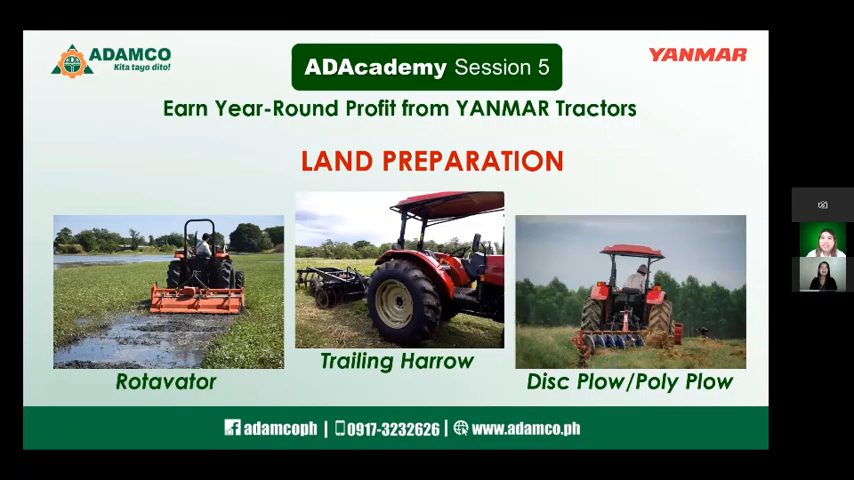 ADAMCO
Kita tayo dito!
ADAcademy Session 5
YANMAR
Earn Year-Round Profit from YANMAR Tractors
LAND PREPARATION
Rotavator
Trailing Harrow
Disc Plow/Poly Plow
adamcoph | 0917-3232626 | www.adamco.ph